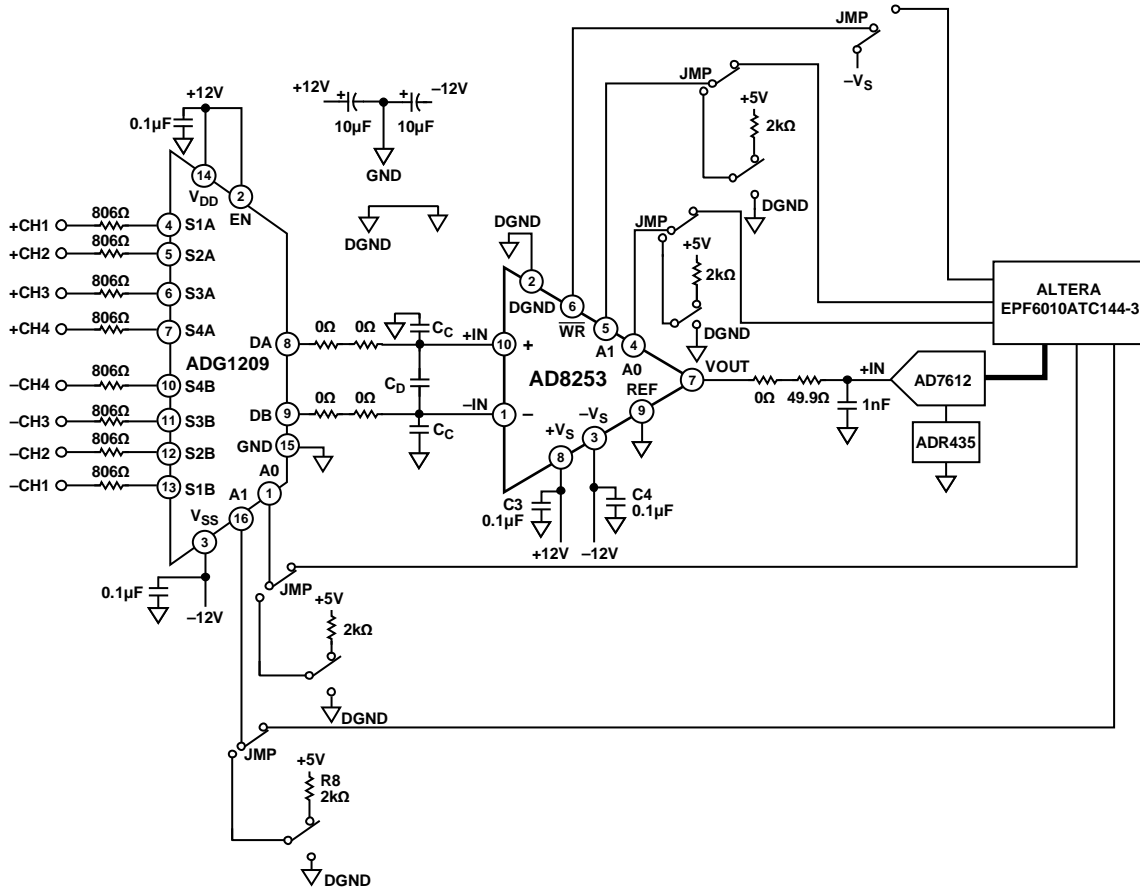 JMP
–VS
+12V
0.1µF
+12V
–12V
+
+
10µF
10µF
GND
DGND
JMP
+5V
2kΩ
DGND
14
VDD
2
EN
+CH1
806Ω
4
S1A
+CH2
806Ω
5
S2A
+CH3
806Ω
6
S3A
+CH4
806Ω
7
S4A
–CH4
806Ω
10
S4B
–CH3
806Ω
11
S3B
–CH2
806Ω
12
S2B
–CH1
806Ω
13
S1B
ADG1209
DA
8
DB
9
GND
15
A0
1
A1
16
VSS
3
0.1µF
–12V
0Ω
0Ω
0Ω
0Ω
CC
CD
CC
+IN
–IN
10
+
1
–
DGND
2
DGND
6
WR
5
A1
4
A0
JMP
+5V
2kΩ
DGND
AD8253
7
VOUT
REF
9
–VS
3
+VS
8
C3
0.1µF
C4
0.1µF
+12V
–12V
0Ω
49.9Ω
+IN
1nF
AD7612
ADR435
ALTERA
EPF6010ATC144-3
JMP
+5V
2kΩ
DGND
JMP
+5V
R8
2kΩ
DGND